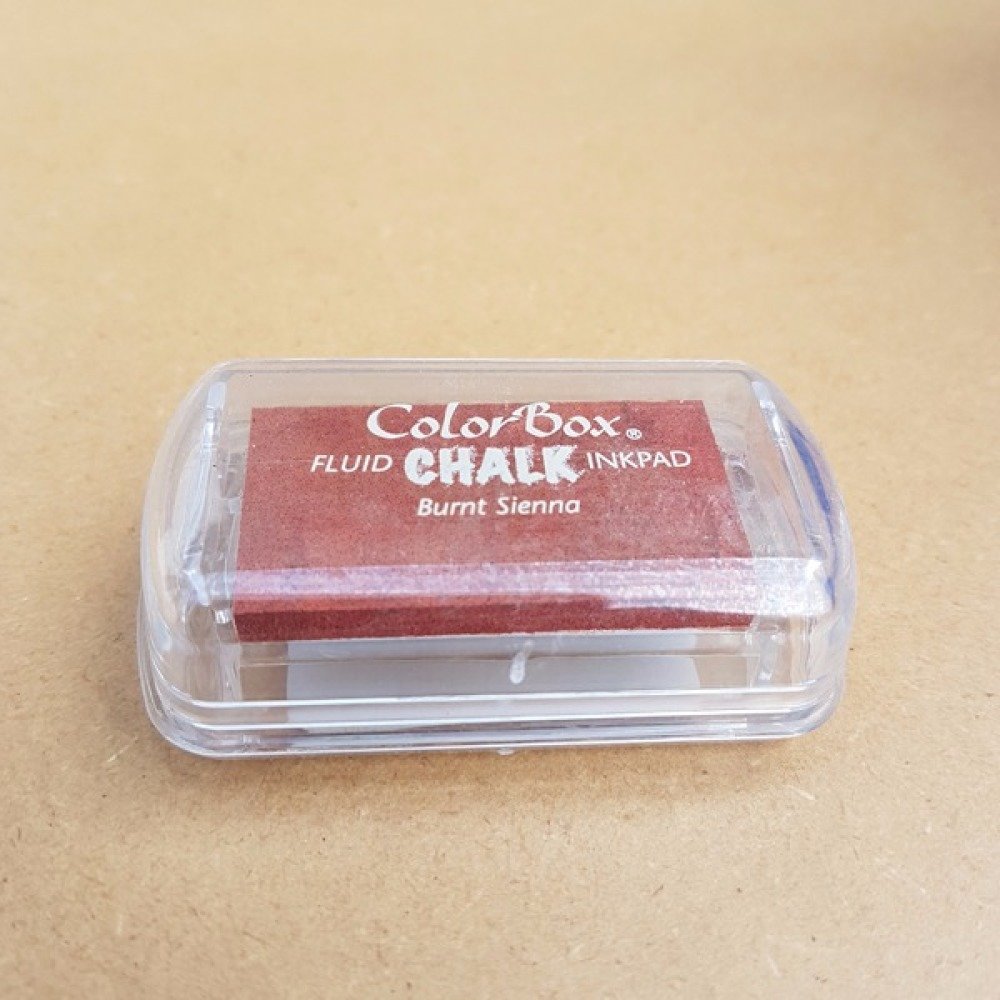 ColorBox®
FLUID CHALK INKPAD
Burnt Sienna